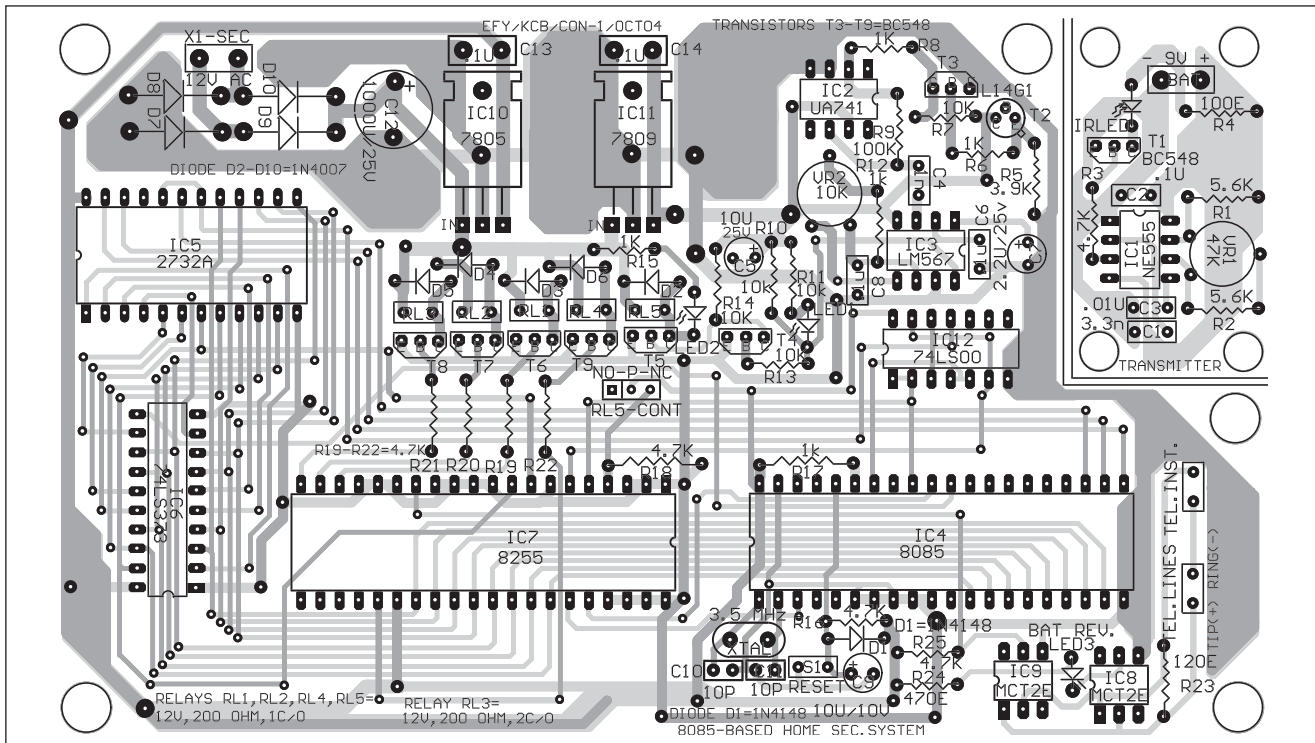 EFY/KCB/CON-1/OCT04
TRANSISTORS T3-T9=BC548
X1-SEC
12V AC
D8
D10
D7
D9
1000U/25V
C12
+
.1U
C13
IC10
7805
IN
.1U
C14
IC11
7809
IN
DIODE D2-D10=1N4007
1K
R8
IC2
UA741
T3
E B C
L14G1
T2
10K
R7
R9
100K
1K
R6
R5
3.9K
R12
1K
VR2
10K
C4
C6
.1U
2.2U/25v
C7
IC3
LM567
C8
- 9V +
BAT
IRLED1
100E
R4
T1
BC548
E B C
R3
4.7K
.1U
C2
5.6K
R1
IC1
NE555
VR1
47K
.01U
C3
3.3n
C1
5.6K
R2
TRANSMITTER
IC5
2732A
1K
R15
10U
25V
C5
R10
10k
R11
10k
R14
10K
D5
D4
D3
D6
D2
RL3
RL2
RL1
RL4
RL5
LED1
LED2
T8
T7
T6
T9
T5
T4
10K
R13
IC12
74LS00
NO-P-NC
RL5-CONT
R19-R22=4.7K
R21
R20
R19
R22
4.7K
R18
1k
R17
IC6
74LS373
IC7
8255
IC4
8085
TEL.INST.
TEL.LINES
TIP(+) RING(-)
3.5 MHz
XTAL
R16
4.7K
D1=1N4148
D1
R25
4.7K
R24
470E
C10
10P
C11
10P
S1
RESET
+
C9
10U/10V
BAT REV.
LED3
IC9
MCT2E
IC8
MCT2E
120E
R23
RELAYS RL1,RL2,RL4,RL5=
12V,200 OHM,1C/O
RELAY RL3=
12V,200 OHM,2C/O
DIODE D1=1N4148
8085-BASED HOME SEC.SYSTEM